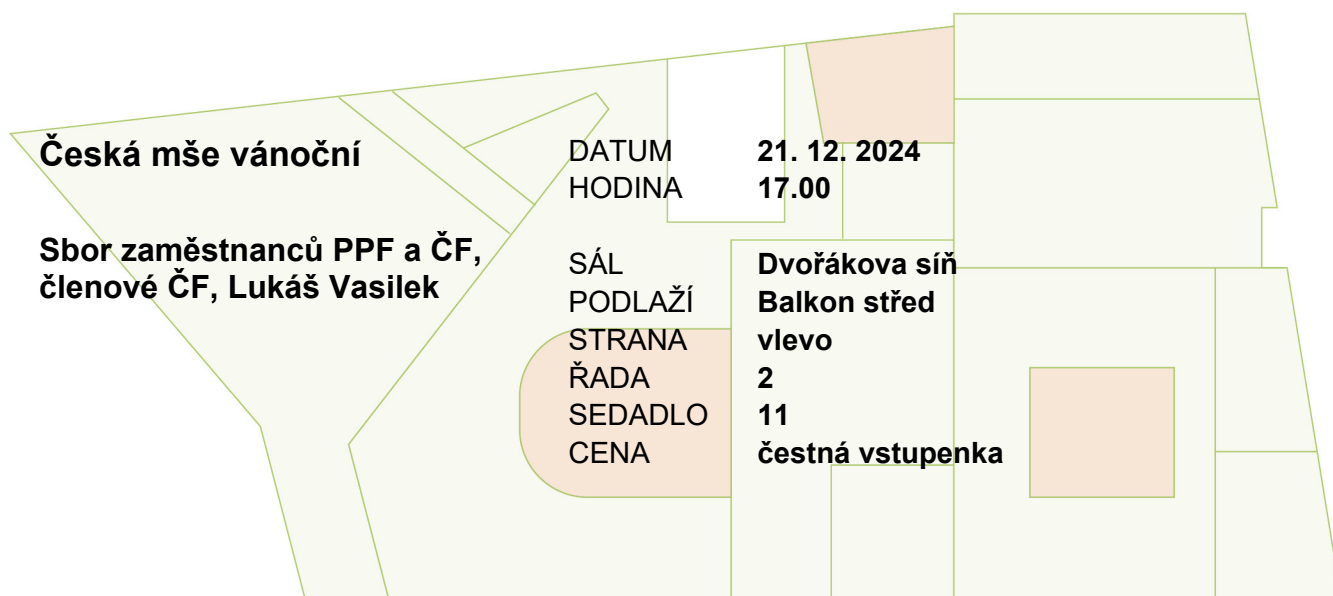 Česká mše vánoční
Sbor zaměstnanců PPF a ČF,
členové ČF, Lukáš Vasilek
DATUM 21. 12. 2024
HODINA 17.00
SÁL Dvořákova síň
PODLAŽÍ Balkon střed
STRANA vlevo
ŘADA 2
SEDADLO 11
CENA čestná vstupenka